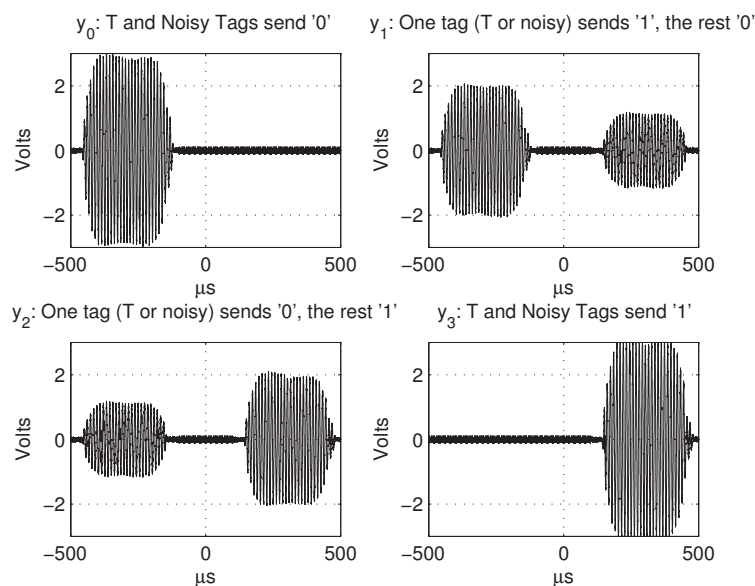 y0: T and Noisy Tags send '0'
y1: One tag (T or noisy) sends '1', the rest '0'
2
0
−2
Volts
−500
0
500
μs
2
0
−2
Volts
−500
0
500
μs
y2: One tag (T or noisy) sends '0', the rest '1'
y3: T and Noisy Tags send '1'
2
0
−2
Volts
−500
0
500
μs
2
0
−2
Volts
−500
0
500
μs